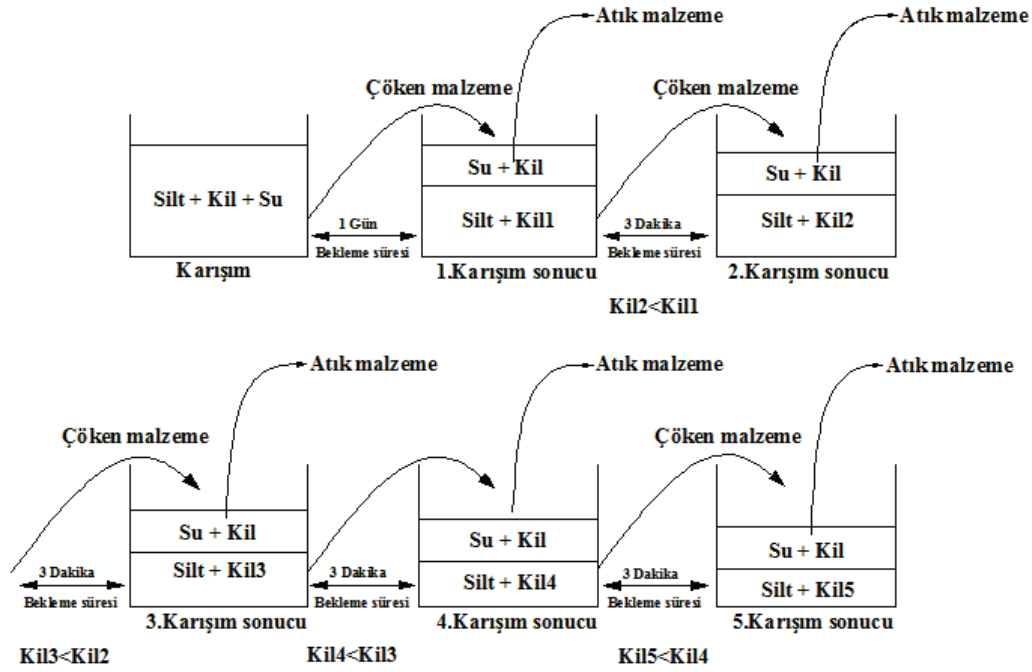 Atık malzeme
Atık malzeme
Çöken malzeme
Çöken malzeme
Su + Kil
Su + Kil
Silt + Kil + Su
Silt + Kil1
Silt + Kil2
1 Gün
3 Dakika
Bekleme süresi
Bekleme süresi
Karışım
1.Karışım sonucu
2.Karışım sonucu
Kil2<Kil1
Atık malzeme
Atık malzeme
Atık malzeme
Çöken malzeme
Çöken malzeme
Su + Kil
Su + Kil
Su + Kil
Silt + Kil3
Silt + Kil4
Silt + Kil5
3 Dakika
3 Dakika
3 Dakika
Bekleme süresi
Bekleme süresi
Bekleme süresi
3.Karışım sonucu
4.Karışım sonucu
5.Karışım sonucu
Kil3<Kil2
Kil4<Kil3
Kil5<Kil4